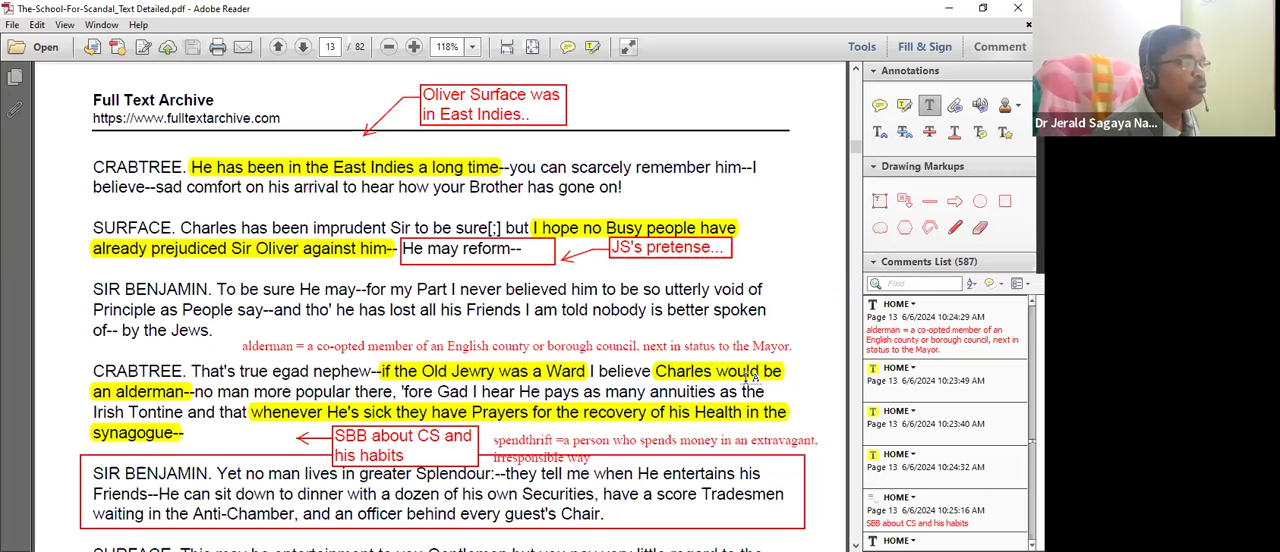 The-School-For-Scandal_Text Detailed.pdf - Adobe Reader
File Edit View Window Help
Open 13 / 82 118% Tools Fill & Sign Comment
Full Text Archive
https://www.fulltextarchive.com
Oliver Surface was
in East Indies..
CRABTREE. He has been in the East Indies a long time--you can scarcely remember him--I
believe--sad comfort on his arrival to hear how your Brother has gone on!
SURFACE. Charles has been imprudent Sir to be sure[;] but I hope no Busy people have
already prejudiced Sir Oliver against him-- He may reform--
JS's pretense...
SIR BENJAMIN. To be sure He may--for my Part I never believed him to be so utterly void of
Principle as People say--and tho' he has lost all his Friends I am told nobody is better spoken
of-- by the Jews.
alderman = a co-opted member of an English county or borough council, next in status to the Mayor.
CRABTREE. That's true egad nephew--if the Old Jewry was a Ward I believe Charles would be
an alderman--no man more popular there, 'fore Gad I hear He pays as many annuities as the
Irish Tontine and that whenever He's sick they have Prayers for the recovery of his Health in the
synagogue--
SBB about CS and
his habits
spendthrift =a person who spends money in an extravagant,
irresponsible way
SIR BENJAMIN. Yet no man lives in greater Splendour:--they tell me when He entertains his
Friends--He can sit down to dinner with a dozen of his own Securities, have a score Tradesmen
waiting in the Anti-Chamber, and an officer behind every guest's Chair.
SURFACE. This may be entertainment to you Gentlemen but you pay very little regard to the
Annotations
Drawing Markups
Comments List (587)
Find
HOME
Page 13 6/6/2024 10:24:29 AM
alderman = a co-opted member of an
English county or borough council, next
in status to the Mayor.
HOME
Page 13 6/6/2024 10:23:49 AM
HOME
Page 13 6/6/2024 10:23:40 AM
HOME
Page 13 6/6/2024 10:24:32 AM
HOME
Page 13 6/6/2024 10:25:16 AM
SBB about CS and his habits
HOME
Dr Jerald Sagaya Na...